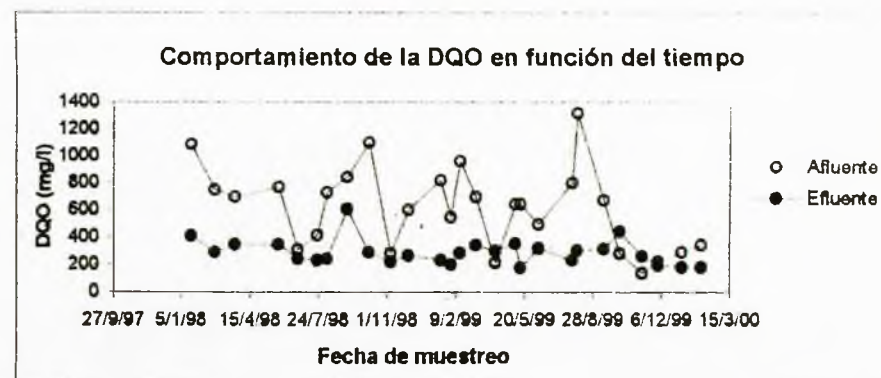 Comportamiento de la DQO en función del tiempo
DQO (mg/l)
1400
1200
1000
800
600
400
200
0
27/9/97 5/1/98 15/4/98 24/7/98 1/11/98 9/2/99 20/5/99 28/8/99 6/12/99 15/3/00
Fecha de muestreo
Afluente
Efluente